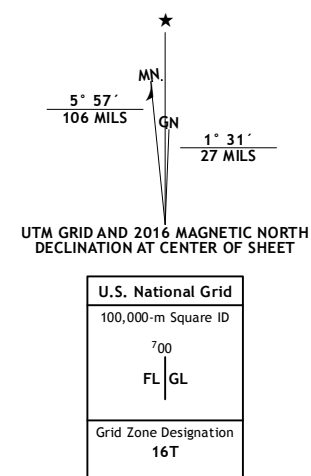 MN.
5° 57´
106 MILS
GN
1° 31´
27 MILS
UTM GRID AND 2016 MAGNETIC NORTH
DECLINATION AT CENTER OF SHEET
U.S. National Grid
100,000-m Square ID
⁷00
FL GL
Grid Zone Designation
16T